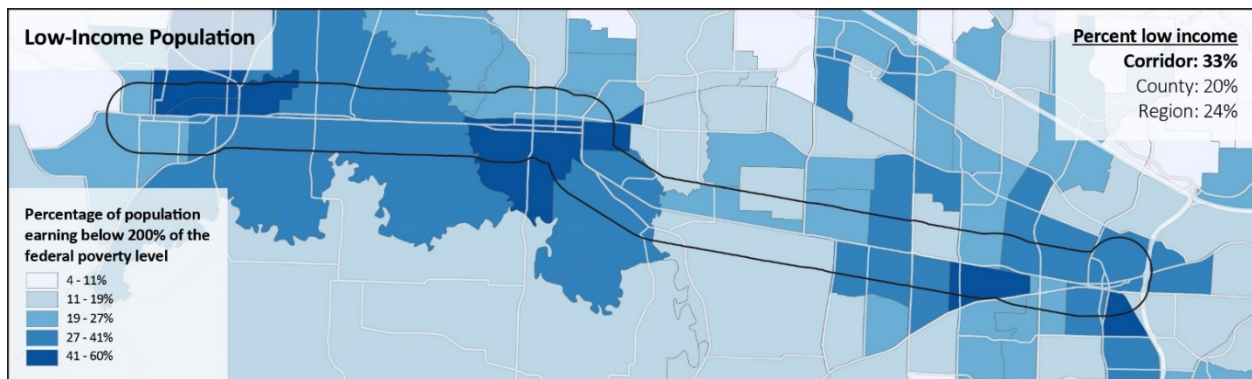 Low-Income Population
Percent low income
Corridor: 33%
County: 20%
Region: 24%
Percentage of population
earning below 200% of the
federal poverty level
4 - 11%
11 - 19%
19 - 27%
27 - 41%
41 - 60%